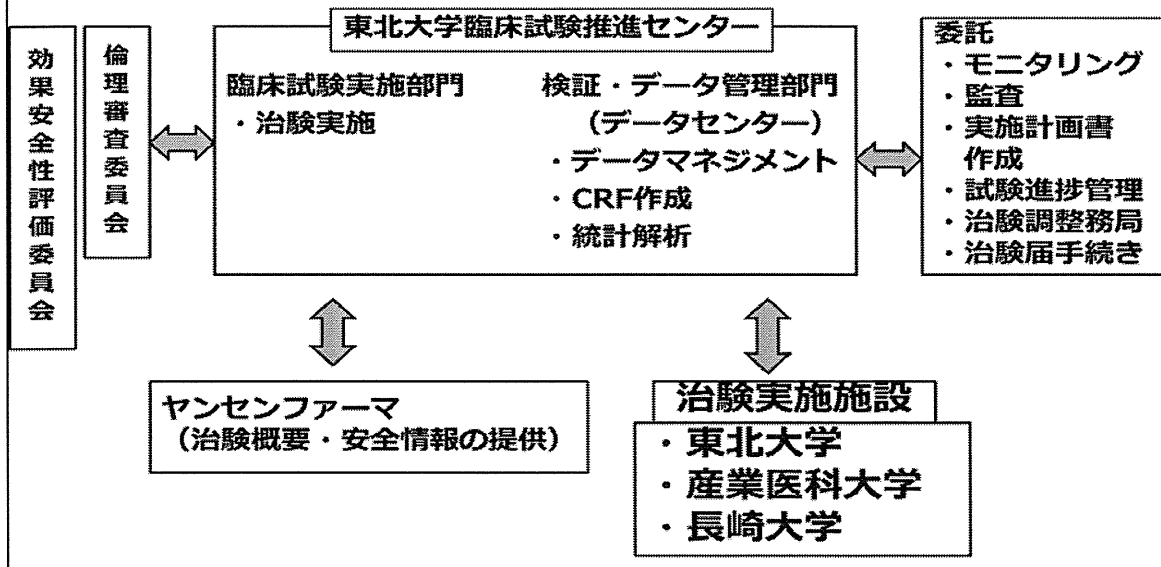 効果安全性評価委員会
倫理審査委員会
東北大学臨床試験推進センター
臨床試験実施部門
・治験実施
検証・データ管理部門
（データセンター）
・データマネジメント
・CRF作成
・統計解析
委託
・モニタリング
・監査
・実施計画書
作成
・試験進捗管理
・治験調整務局
・治験届手続き
ヤンセンファーマ
（治験概要・安全情報の提供）
治験実施施設
・東北大学
・産業医科大学
・長崎大学